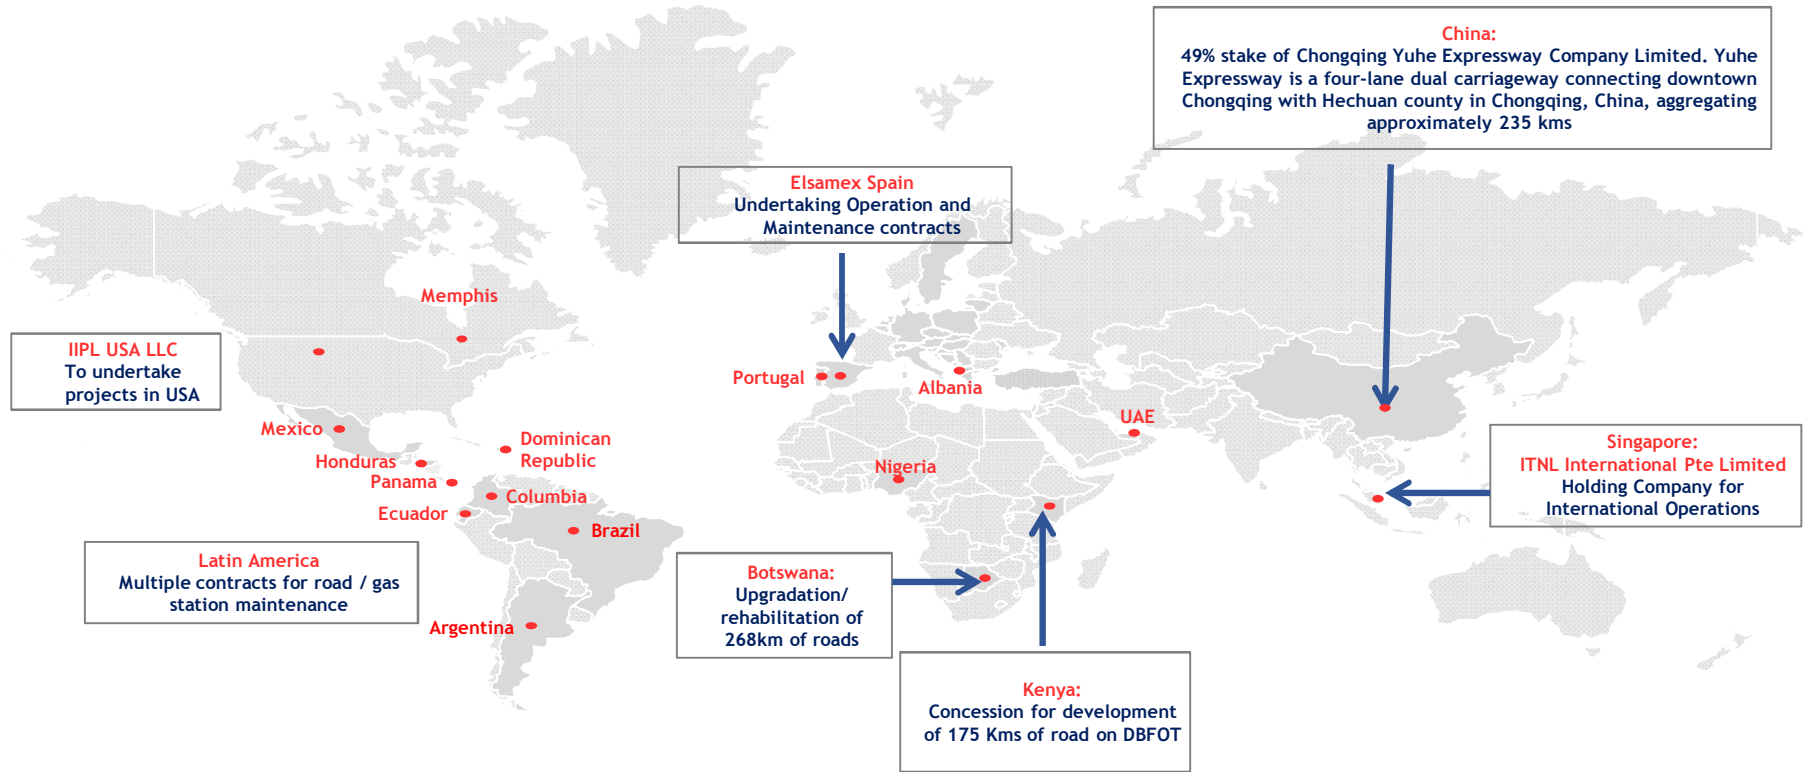 China:
49% stake of Chongqing Yuhe Expressway Company Limited. Yuhe
Expressway is a four-lane dual carriageway connecting downtown
Chongqing with Hechuan county in Chongqing, China, aggregating
approximately 235 kms
Elsamex Spain
Undertaking Operation and
Maintenance contracts
Memphis
IIPL USA LLC
To undertake
projects in USA
Portugal
Albania
UAE
Mexico
Dominican
Republic
Honduras
Panama
Columbia
Ecuador
Brazil
Nigeria
Singapore:
ITNL International Pte Limited
Holding Company for
International Operations
Latin America
Multiple contracts for road / gas
station maintenance
Argentina
Botswana:
Upgradation/
rehabilitation of
268km of roads
Kenya:
Concession for development
of 175 Kms of road on DBFOT